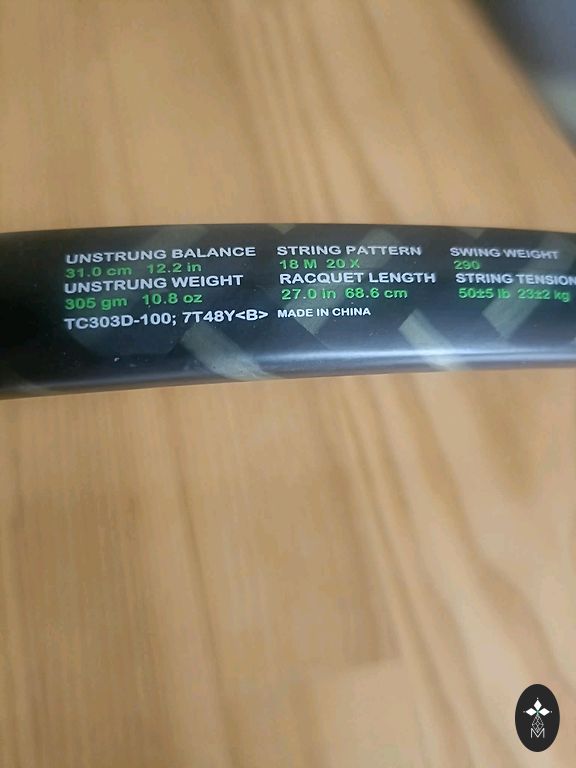 UNSTRUNG BALANCE
31.0 cm 12.2 in
UNSTRUNG WEIGHT
305 gm 10.8 oz
TC303D-100; 7T48Y<B>
STRING PATTERN
18 M 20 X
RACQUET LENGTH
27.0 in 68.6 cm
MADE IN CHINA
SWING WEIGHT
290
STRING TENSION
50±5 lb 23±2 kg
M